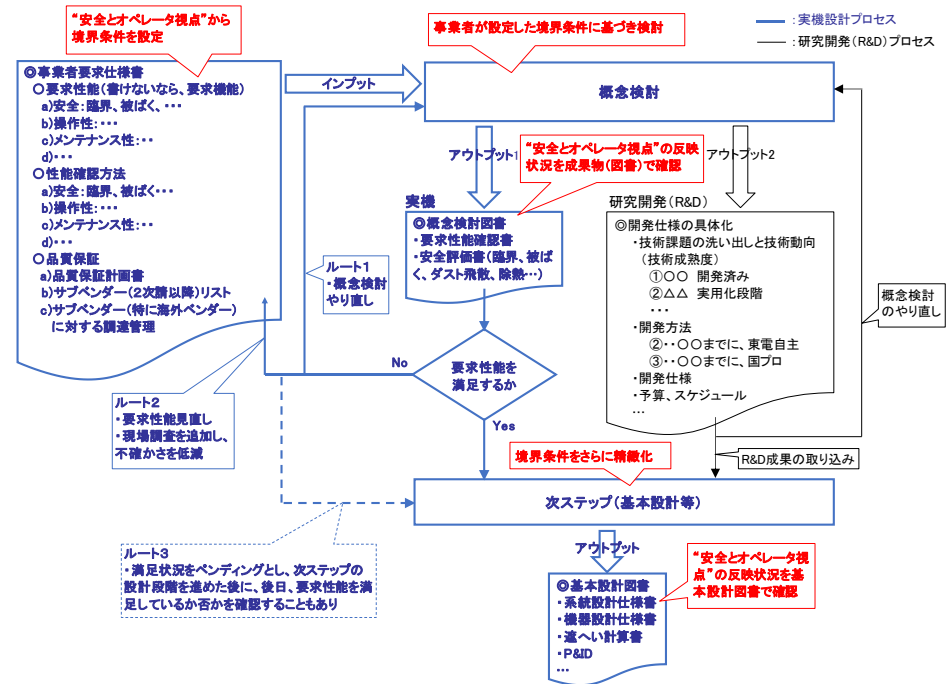 “安全とオペレータ視点”から
境界条件を設定
事業者が設定した境界条件に基づき検討
：実機設計プロセス
：研究開発(R&D)プロセス
◎事業者要求仕様書
○要求性能(書けないなら、要求機能)
a)安全：臨界、被ばく、・・・
b)操作性：・・・
c)メンテナンス性：・・
d)・・・
○性能確認方法
a)安全：臨界、被ばく・・・
b)操作性：・・
c)メンテナンス性：・・
d)・・・
○品質保証
a)品質保証計画書
b)サブベンダー(2次請以降)リスト
c)サブベンダー(特に海外ベンダー)
に対する調達管理
インプット
概念検討
アウトプット1
“安全とオペレータ視点”の反映
状況を成果物(図書)で確認
アウトプット2
実機
◎概念検討図書
・要求性能確認書
・安全評価書(臨界、被ば
く、ダスト飛散、除熱…)
研究開発(R&D)
◎開発仕様の具体化
・技術課題の洗い出しと技術動向
(技術成熟度)
①○○ 開発済み
②△△ 実用化段階
・・・
・開発方法
②・・○○までに、東電自主
③・・○○までに、国プロ
・開発仕様
・予算、スケジュール
…
概念検討
のやり直し
ルート1
・概念検討
やり直し
No
要求性能を
満足するか
Yes
ルート2
・要求性能見直し
・現場調査を追加し、
不確かさを低減
境界条件をさらに精緻化
R&D成果の取り込み
次ステップ(基本設計等)
ルート3
・満足状況をペンディングとし、次ステップの
設計段階を進めた後に、後日、要求性能を満
足しているか否かを確認することもあり
アウトプット
“安全とオペレータ視
点”の反映状況を基
本設計図書で確認
◎基本設計図書
・系統設計仕様書
・機器設計仕様書
・遮へい計算書
・P&ID
…